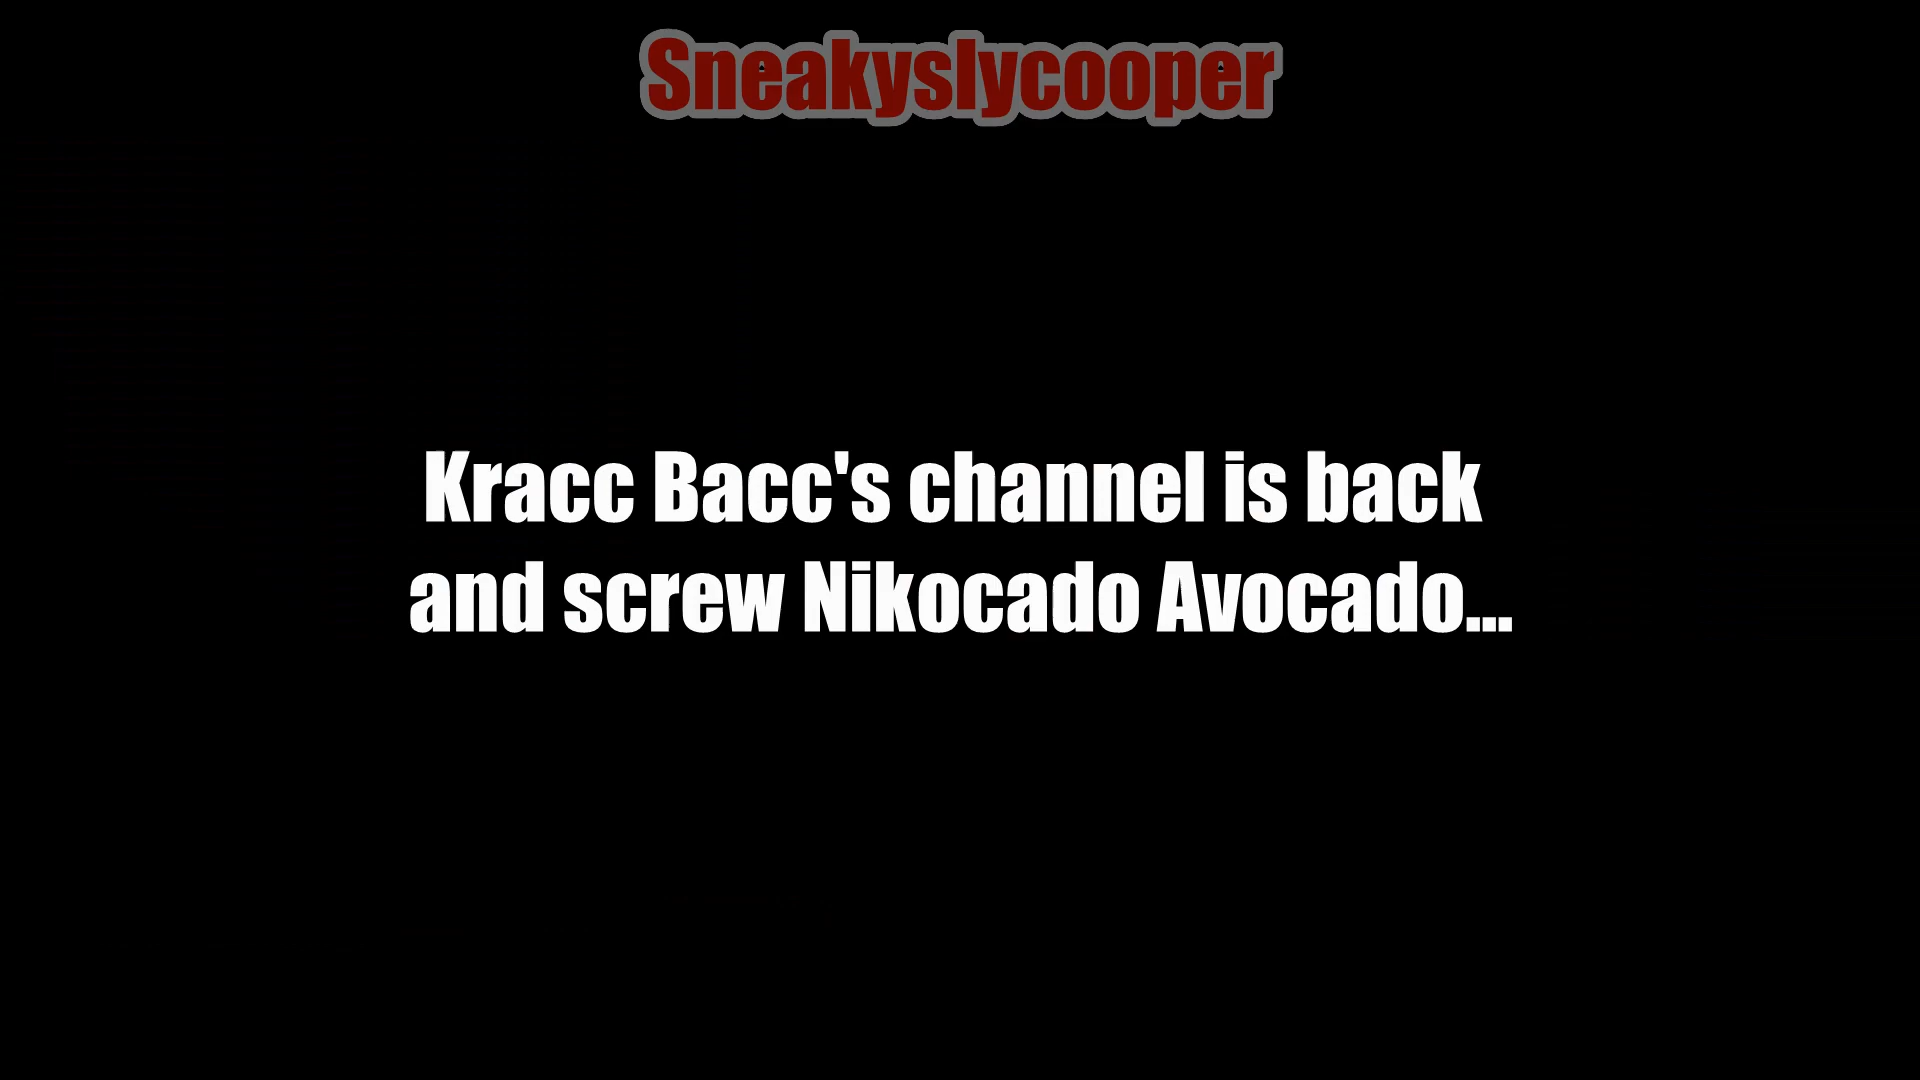 Sneakyslycooper
Kracc Bacc's channel is back
and screw Nikocado Avocado...